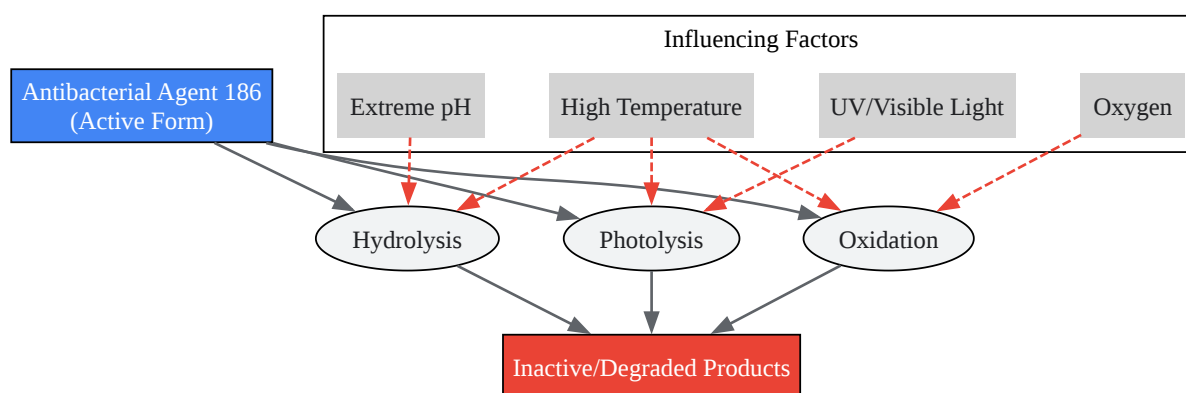 Influencing Factors
Antibacterial Agent 186
(Active Form)
Extreme pH
High Temperature
UV/Visible Light
Oxygen
Hydrolysis
Photolysis
Oxidation
Inactive/Degraded Products